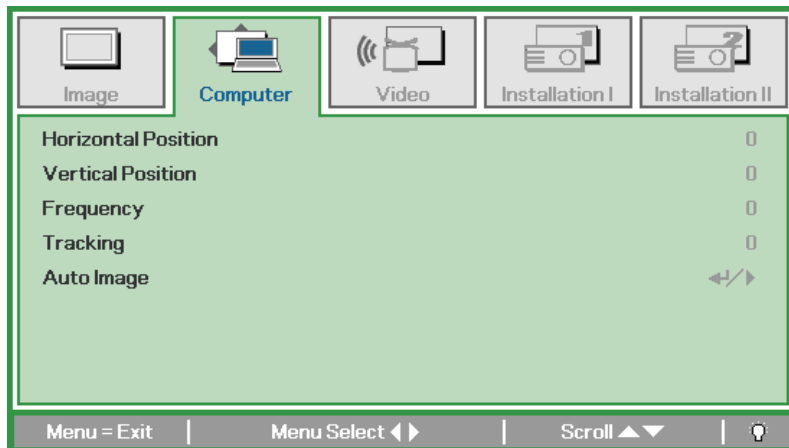 Image Computer Video Installation I Installation II
Horizontal Position 0
Vertical Position 0
Frequency 0
Tracking 0
Auto Image
Menu = Exit Menu Select Scroll